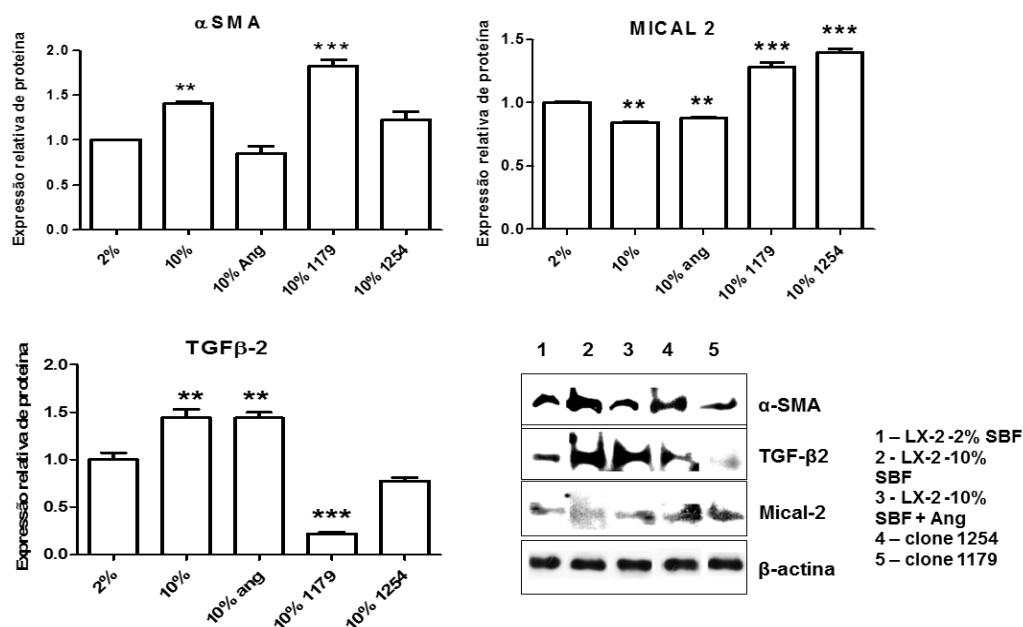 α SMA
Expressão relativa de proteína
2.0
1.5
1.0
0.5
0.0
**
***
2%
10%
10% Ang
10% 1179
10% 1254
MICAL 2
Expressão relativa de proteína
1.5
1.0
0.5
0.0
**
**
***
***
2%
10%
10% ang
10% 1179
10% 1254
TGFβ-2
Expressão relativa de proteína
2.0
1.5
1.0
0.5
0.0
**
**
***
2%
10%
10% ang
10% 1179
10% 1254
1 2 3 4 5
α-SMA
TGF-β2
Mical-2
β-actina
1 – LX-2 -2% SBF
2 - LX-2 -10%
SBF
3 - LX-2 -10%
SBF + Ang
4 – clone 1254
5 – clone 1179